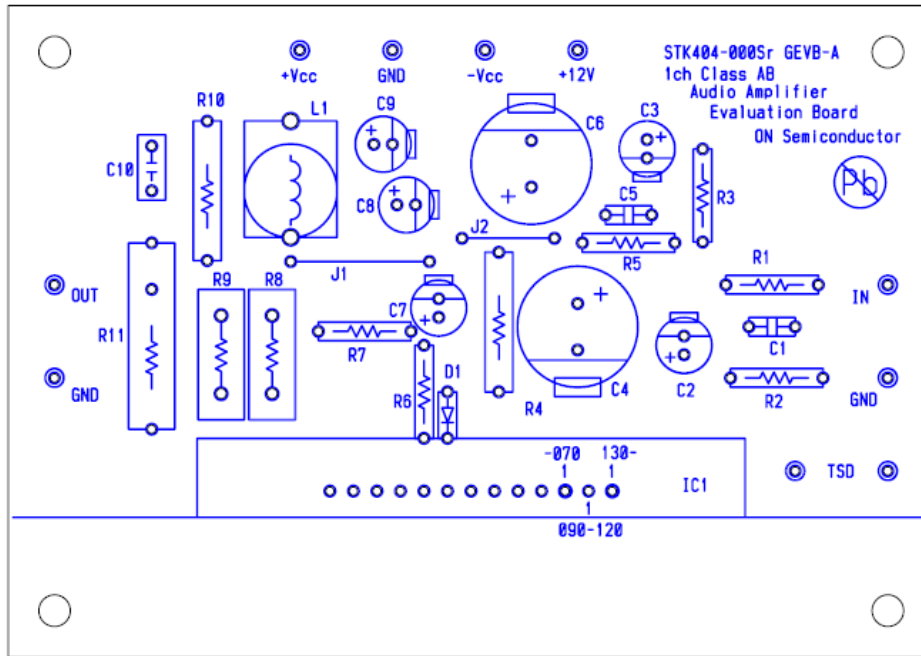 STK404-000Sr GEVB-A
1ch Class AB
Audio Amplifier
Evaluation Board
ON Semiconductor
Pb
+Vcc
GND
-Vcc
+12V
R10
L1
C9
C6
C3
C10
C8
C5
R3
J2
R5
J1
R1
OUT
R9
R8
IN
R11
C7
R7
C1
GND
D1
R6
R4
C4
C2
R2
GND
-070
130-
1
1
IC1
TSD
1
090-120